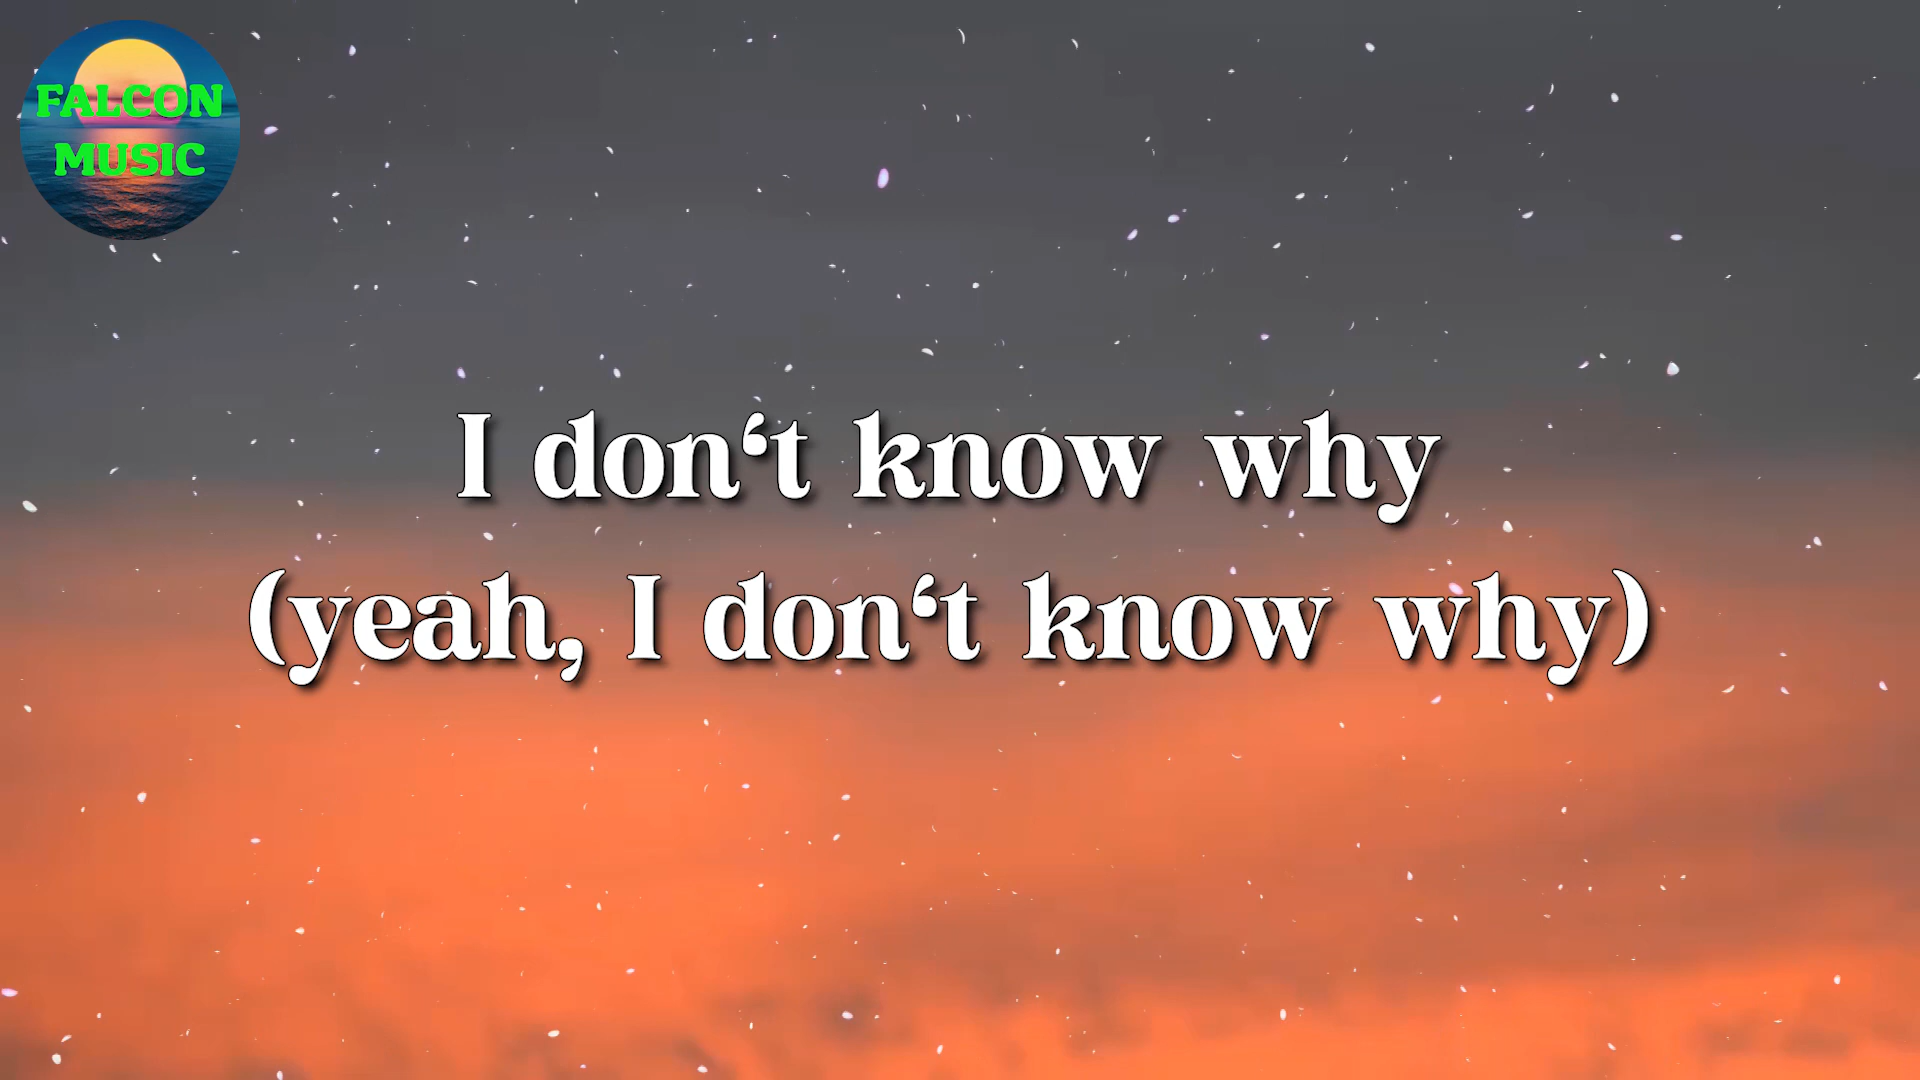 FALCON
MUSIC
I don‘t know why
(yeah, I don‘t know why)